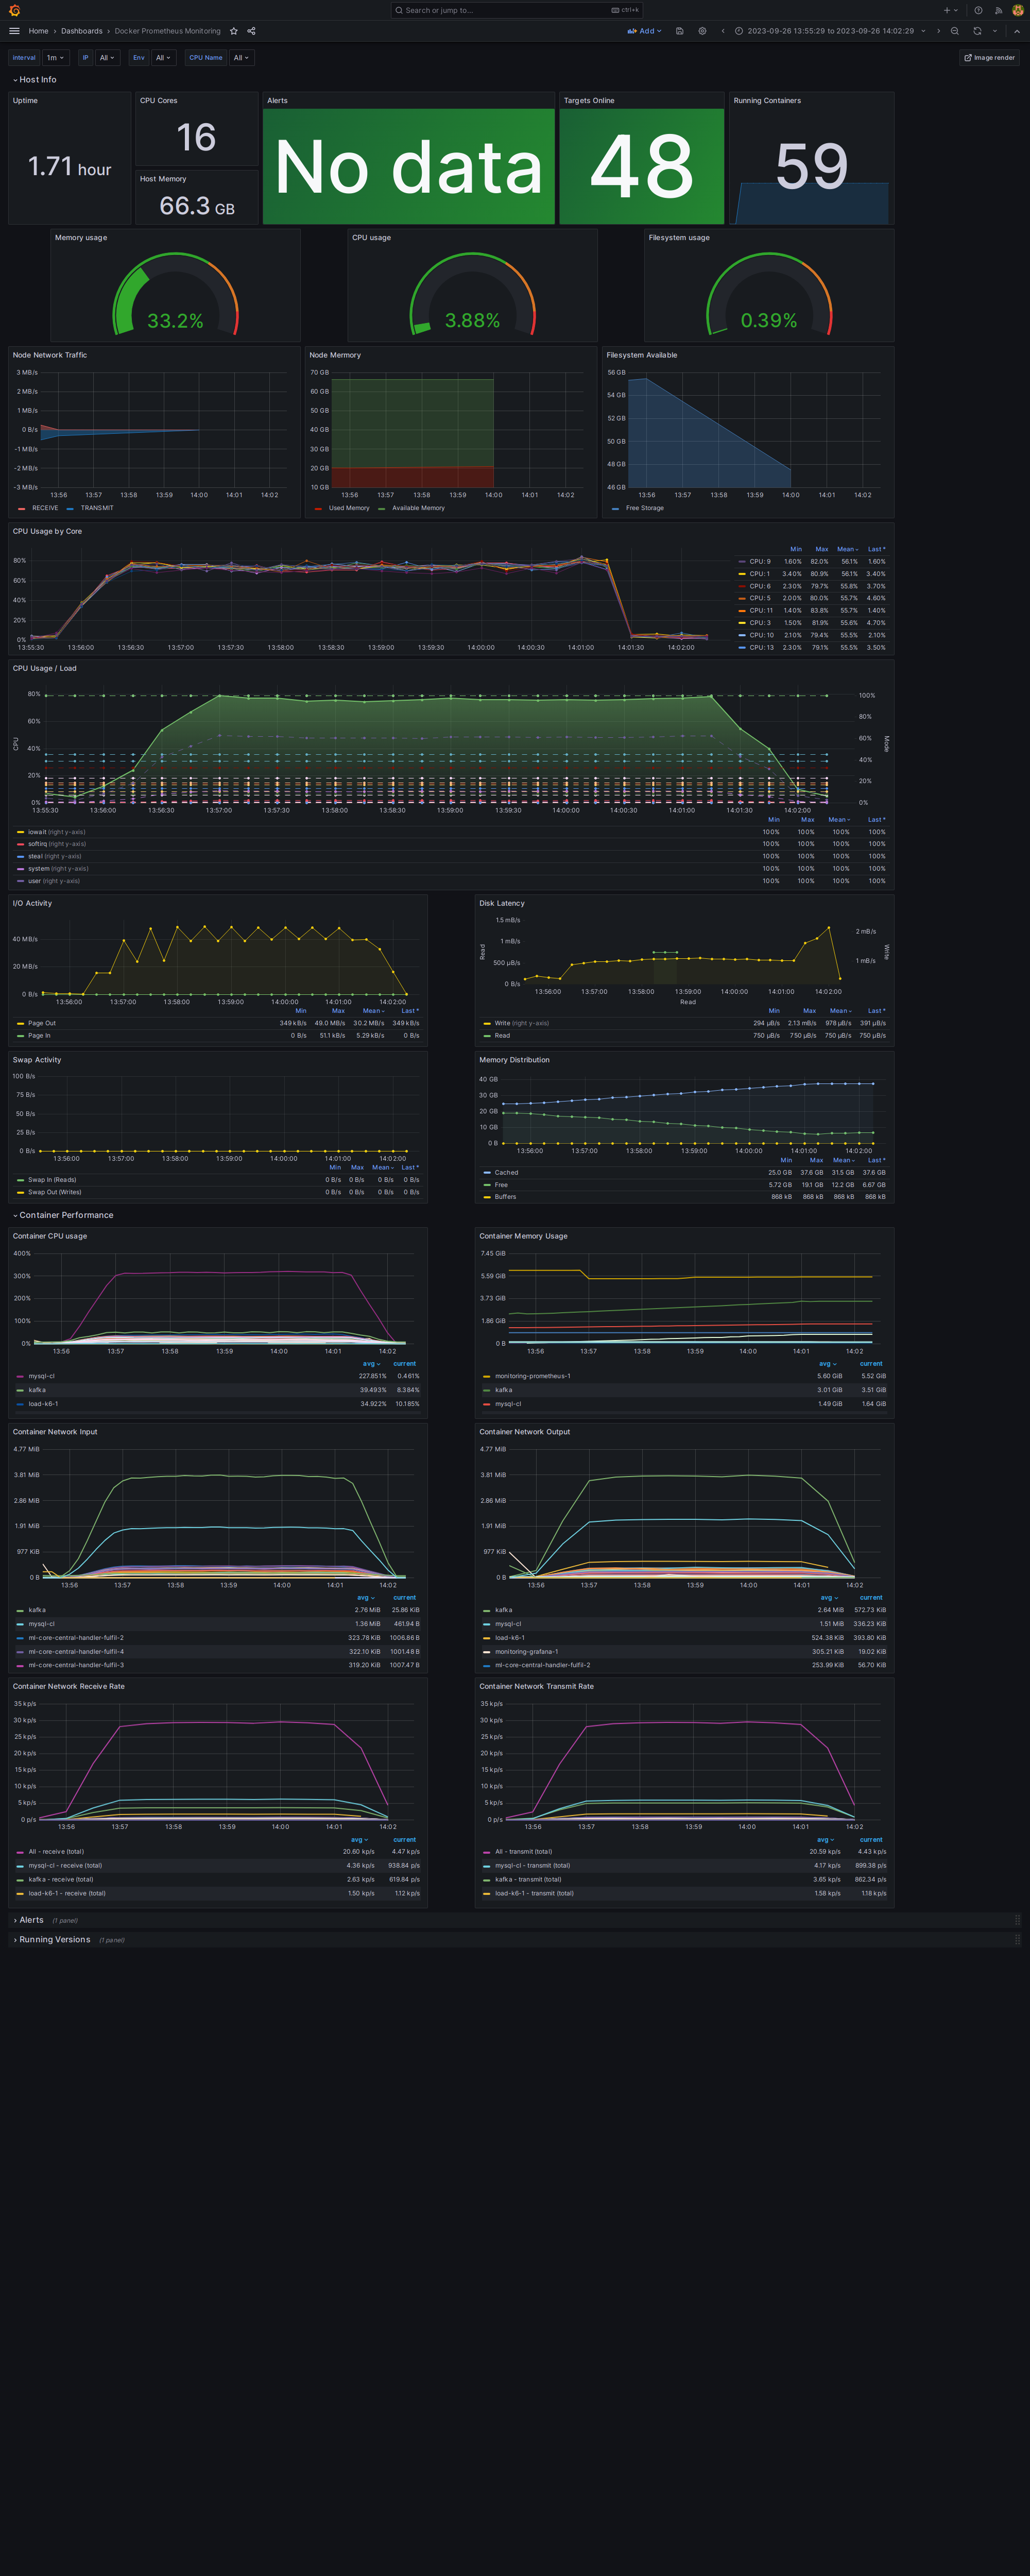 Search or jump to... ctrl+k
Home › Dashboards › Docker Prometheus Monitoring Add 2023-09-26 13:55:29 to 2023-09-26 14:02:29
Interval 1m IP All Env All CPU Name All Image render
Host Info
Uptime CPU Cores Alerts Targets Online Running Containers
1.71 hour 16 No data 48 59
Host Memory
66.3 GB
Memory usage CPU usage Filesystem usage
33.2% 3.88% 0.39%
Node Network Traffic
3 MB/s
2 MB/s
1 MB/s
0 B/s
-1 MB/s
-2 MB/s
-3 MB/s
13:56 13:57 13:58 13:59 14:00 14:01 14:02
RECEIVE TRANSMIT
Node Mermory
70 GB
60 GB
50 GB
40 GB
30 GB
20 GB
10 GB
13:56 13:57 13:58 13:59 14:00 14:01 14:02
Used Memory Available Memory
Filesystem Available
56 GB
54 GB
52 GB
50 GB
48 GB
46 GB
13:56 13:57 13:58 13:59 14:00 14:01 14:02
Free Storage
CPU Usage by Core
80%
60%
40%
20%
0%
13:55:30 13:56:00 13:56:30 13:57:00 13:57:30 13:58:00 13:58:30 13:59:00 13:59:30 14:00:00 14:00:30 14:01:00 14:01:30 14:02:00
Min Max Mean Last *
CPU: 9 1.60% 82.0% 56.1% 1.60%
CPU: 1 3.40% 80.9% 56.1% 3.40%
CPU: 6 2.30% 79.7% 55.8% 3.70%
CPU: 5 2.00% 80.0% 55.7% 4.60%
CPU: 11 1.40% 83.8% 55.7% 1.40%
CPU: 3 1.50% 81.9% 55.6% 4.70%
CPU: 10 2.10% 79.4% 55.5% 2.10%
CPU: 13 2.30% 79.1% 55.5% 3.50%
CPU Usage / Load
80%
60%
40%
20%
0%
CPU
100%
80%
60%
40%
20%
0%
Mode
13:55:30 13:56:00 13:56:30 13:57:00 13:57:30 13:58:00 13:58:30 13:59:00 13:59:30 14:00:00 14:00:30 14:01:00 14:01:30 14:02:00
Min Max Mean Last *
iowait (right y-axis) 100% 100% 100% 100%
softirq (right y-axis) 100% 100% 100% 100%
steal (right y-axis) 100% 100% 100% 100%
system (right y-axis) 100% 100% 100% 100%
user (right y-axis) 100% 100% 100% 100%
I/O Activity
40 MB/s
20 MB/s
0 B/s
13:56:00 13:57:00 13:58:00 13:59:00 14:00:00 14:01:00 14:02:00
Min Max Mean Last *
Page Out 349 kB/s 49.0 MB/s 30.2 MB/s 349 kB/s
Page In 0 B/s 51.1 kB/s 5.29 kB/s 0 B/s
Disk Latency
1.5 mB/s
1 mB/s
500 µB/s
0 B/s
Read
2 mB/s
1 mB/s
Write
13:56:00 13:57:00 13:58:00 13:59:00 14:00:00 14:01:00 14:02:00
Read
Min Max Mean Last *
Write (right y-axis) 294 µB/s 2.13 mB/s 978 µB/s 391 µB/s
Read 750 µB/s 750 µB/s 750 µB/s 750 µB/s
Swap Activity
100 B/s
75 B/s
50 B/s
25 B/s
0 B/s
13:56:00 13:57:00 13:58:00 13:59:00 14:00:00 14:01:00 14:02:00
Min Max Mean Last *
Swap In (Reads) 0 B/s 0 B/s 0 B/s 0 B/s
Swap Out (Writes) 0 B/s 0 B/s 0 B/s 0 B/s
Memory Distribution
40 GB
30 GB
20 GB
10 GB
0 B
13:56:00 13:57:00 13:58:00 13:59:00 14:00:00 14:01:00 14:02:00
Min Max Mean Last *
Cached 25.0 GB 37.6 GB 31.5 GB 37.6 GB
Free 5.72 GB 19.1 GB 12.2 GB 6.67 GB
Buffers 868 kB 868 kB 868 kB 868 kB
Container Performance
Container CPU usage
400%
300%
200%
100%
0%
13:56 13:57 13:58 13:59 14:00 14:01 14:02
avg current
mysql-cl 227.851% 0.461%
kafka 39.493% 8.384%
load-k6-1 34.922% 10.185%
Container Memory Usage
7.45 GiB
5.59 GiB
3.73 GiB
1.86 GiB
0 B
13:56 13:57 13:58 13:59 14:00 14:01 14:02
avg current
monitoring-prometheus-1 5.60 GiB 5.52 GiB
kafka 3.01 GiB 3.51 GiB
mysql-cl 1.49 GiB 1.64 GiB
Container Network Input
4.77 MiB
3.81 MiB
2.86 MiB
1.91 MiB
977 KiB
0 B
13:56 13:57 13:58 13:59 14:00 14:01 14:02
avg current
kafka 2.76 MiB 25.86 KiB
mysql-cl 1.36 MiB 461.94 B
ml-core-central-handler-fulfil-2 323.78 KiB 1006.86 B
ml-core-central-handler-fulfil-4 322.10 KiB 1001.48 B
ml-core-central-handler-fulfil-3 319.20 KiB 1007.47 B
Container Network Output
4.77 MiB
3.81 MiB
2.86 MiB
1.91 MiB
977 KiB
0 B
13:56 13:57 13:58 13:59 14:00 14:01 14:02
avg current
kafka 2.64 MiB 572.73 KiB
mysql-cl 1.51 MiB 336.23 KiB
load-k6-1 524.38 KiB 393.80 KiB
monitoring-grafana-1 305.21 KiB 19.02 KiB
ml-core-central-handler-fulfil-2 253.99 KiB 56.70 KiB
Container Network Receive Rate
35 kp/s
30 kp/s
25 kp/s
20 kp/s
15 kp/s
10 kp/s
5 kp/s
0 p/s
13:56 13:57 13:58 13:59 14:00 14:01 14:02
avg current
All - receive (total) 20.60 kp/s 4.47 kp/s
mysql-cl - receive (total) 4.36 kp/s 938.84 p/s
kafka - receive (total) 2.63 kp/s 619.84 p/s
load-k6-1 - receive (total) 1.50 kp/s 1.12 kp/s
Container Network Transmit Rate
35 kp/s
30 kp/s
25 kp/s
20 kp/s
15 kp/s
10 kp/s
5 kp/s
0 p/s
13:56 13:57 13:58 13:59 14:00 14:01 14:02
avg current
All - transmit (total) 20.59 kp/s 4.43 kp/s
mysql-cl - transmit (total) 4.17 kp/s 899.38 p/s
kafka - transmit (total) 3.65 kp/s 862.34 p/s
load-k6-1 - transmit (total) 1.58 kp/s 1.18 kp/s
Alerts (1 panel)
Running Versions (1 panel)